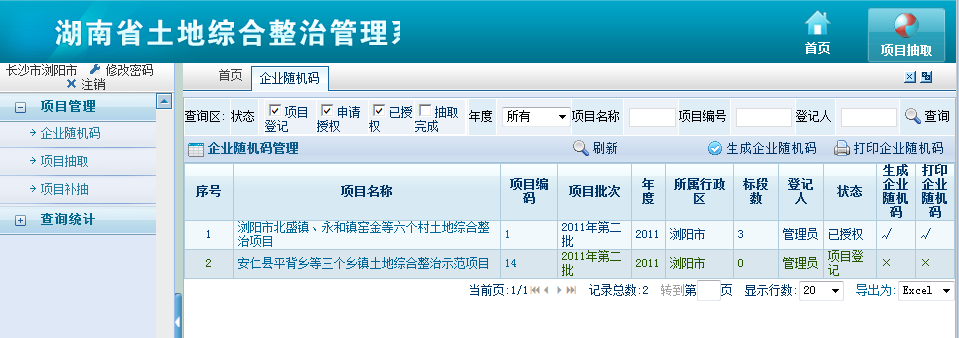 湖南省土地综合整治管理系
首页
项目抽取
长沙市浏阳市 修改密码
注销
项目管理
企业随机码
项目抽取
项目补抽
查询统计
首页 企业随机码
查询区: 状态 项目登记 申请授权 已授权 抽取完成 年度 所有 项目名称 项目编号 登记人 查询
企业随机码管理 刷新 生成企业随机码 打印企业随机码
序号 项目名称 项目编码 项目批次 年度 所属行政区 标段数 登记人 状态 生成企业随机码 打印企业随机码
1 浏阳市北盛镇、永和镇窑金等六个村土地综合整治项目 1 2011年第二批 2011 浏阳市 3 管理员 已授权 √ √
2 安仁县平背乡等三个乡镇土地综合整治示范项目 14 2011年第二批 2011 浏阳市 0 管理员 项目登记 × ×
当前页:1/1 记录总数:2 转到第 页 显示行数: 20 导出为: Excel